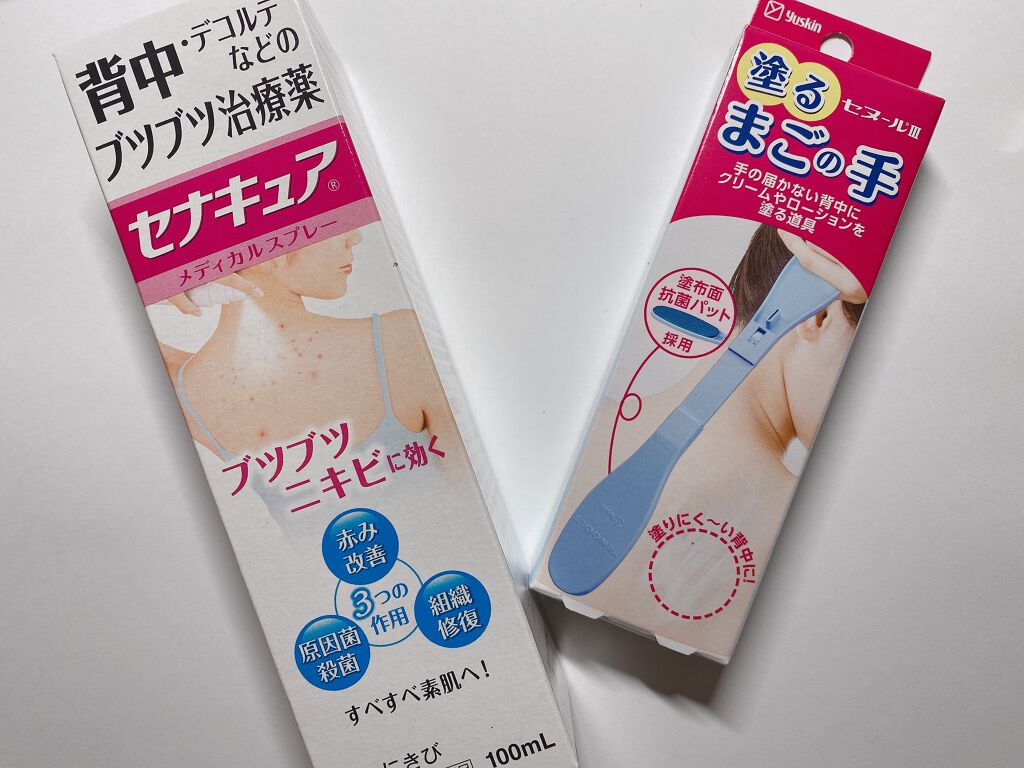 背中・デコルテ
などの
ブツブツ治療薬
セナキュア®
メディカルスプレー
ブツブツ
ニキビに効く
赤み
改善
3つの
作用
組織
修復
原因菌
殺菌
すべすべ素肌へ!
にきび
100mL
yuskin
塗る
セヌールⅢ
まごの手
手の届かない背中に
クリームやローションを
塗る道具
塗布面
抗菌パット
採用
塗りにく〜い背中に!